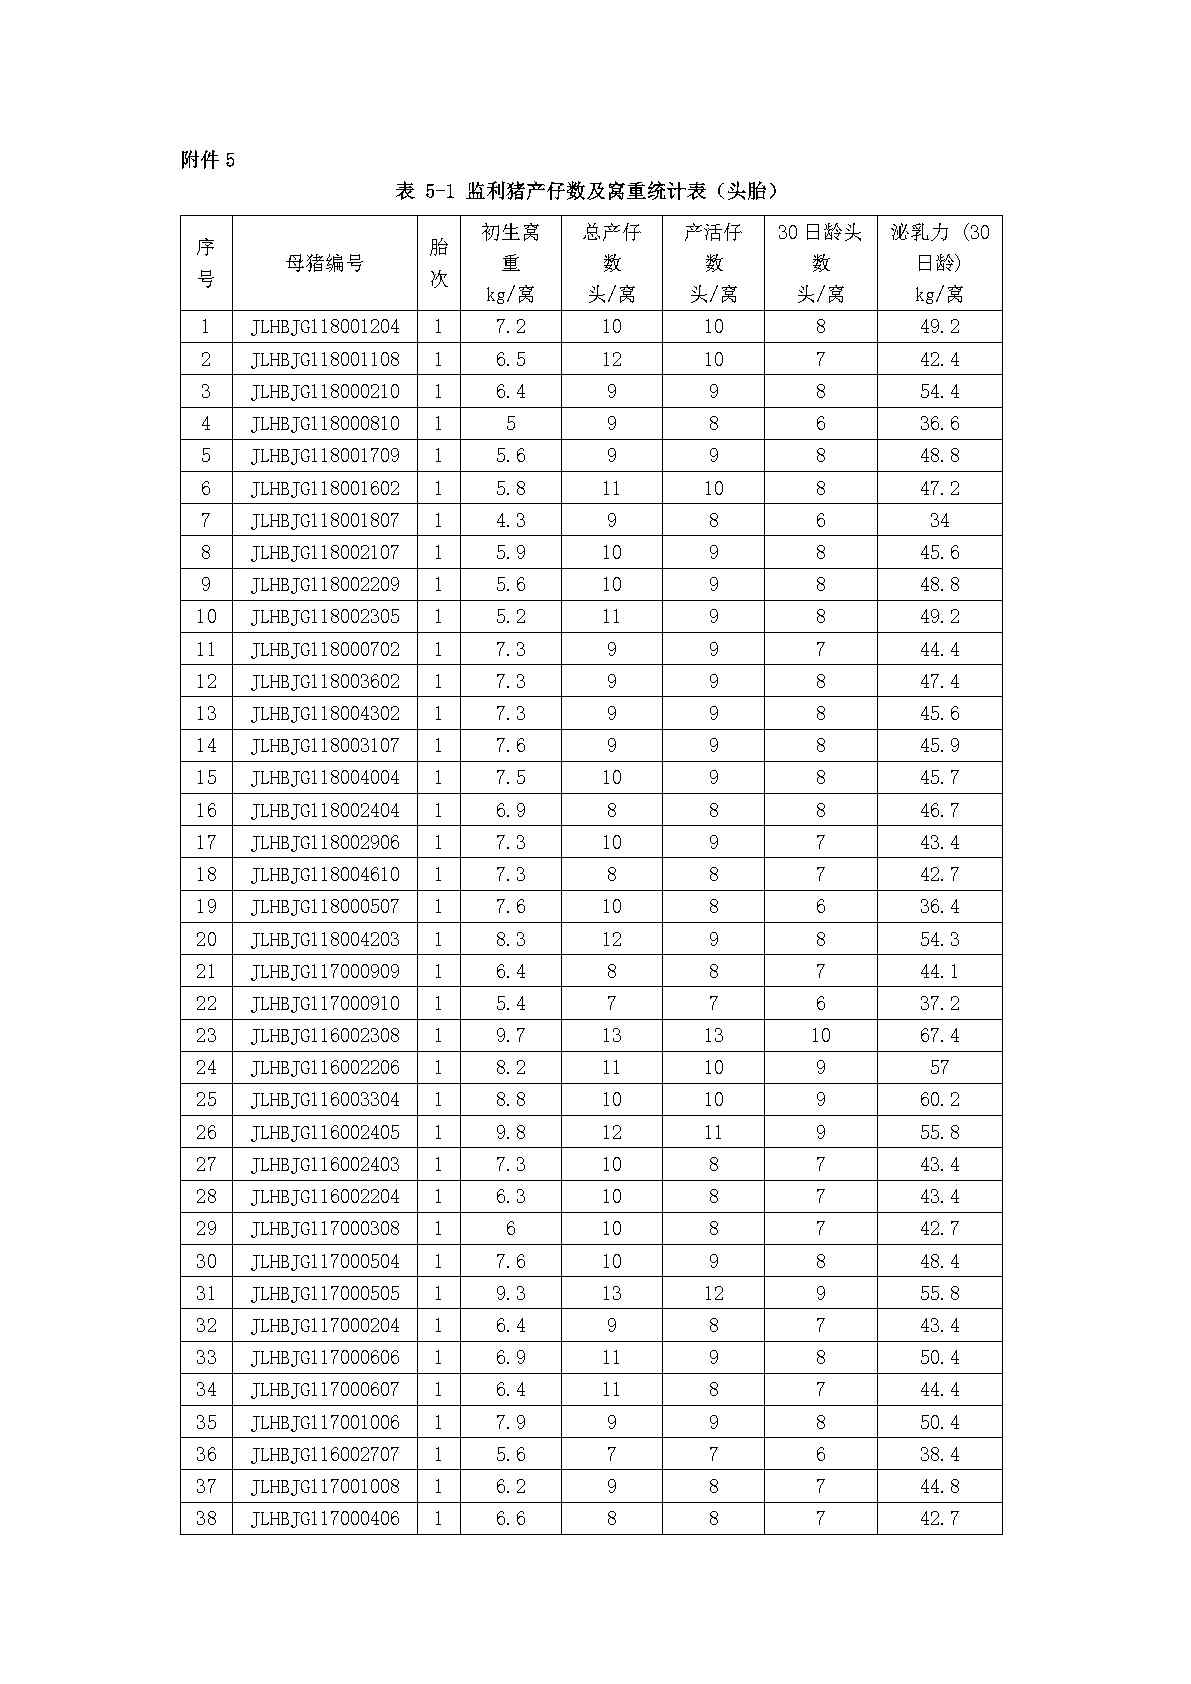 附件 5
表 5-1 监利猪产仔数及窝重统计表（头胎）
序号 母猪编号 胎次 初生窝重 kg/窝 总产仔数 头/窝 产活仔数 头/窝 30 日龄头数 头/窝 泌乳力 (30 日龄) kg/窝
1 JLHBJG118001204 1 7.2 10 10 8 49.2
2 JLHBJG118001108 1 6.5 12 10 7 42.4
3 JLHBJG118000210 1 6.4 9 9 8 54.4
4 JLHBJG118000810 1 5 9 8 6 36.6
5 JLHBJG118001709 1 5.6 9 9 8 48.8
6 JLHBJG118001602 1 5.8 11 10 8 47.2
7 JLHBJG118001807 1 4.3 9 8 6 34
8 JLHBJG118002107 1 5.9 10 9 8 45.6
9 JLHBJG118002209 1 5.6 10 9 8 48.8
10 JLHBJG118002305 1 5.2 11 9 8 49.2
11 JLHBJG118000702 1 7.3 9 9 7 44.4
12 JLHBJG118003602 1 7.3 9 9 8 47.4
13 JLHBJG118004302 1 7.3 9 9 8 45.6
14 JLHBJG118003107 1 7.6 9 9 8 45.9
15 JLHBJG118004004 1 7.5 10 9 8 45.7
16 JLHBJG118002404 1 6.9 8 8 8 46.7
17 JLHBJG118002906 1 7.3 10 9 7 43.4
18 JLHBJG118004610 1 7.3 8 8 7 42.7
19 JLHBJG118000507 1 7.6 10 8 6 36.4
20 JLHBJG118004203 1 8.3 12 9 8 54.3
21 JLHBJG117000909 1 6.4 8 8 7 44.1
22 JLHBJG117000910 1 5.4 7 7 6 37.2
23 JLHBJG116002308 1 9.7 13 13 10 67.4
24 JLHBJG116002206 1 8.2 11 10 9 57
25 JLHBJG116003304 1 8.8 10 10 9 60.2
26 JLHBJG116002405 1 9.8 12 11 9 55.8
27 JLHBJG116002403 1 7.3 10 8 7 43.4
28 JLHBJG116002204 1 6.3 10 8 7 43.4
29 JLHBJG117000308 1 6 10 8 7 42.7
30 JLHBJG117000504 1 7.6 10 9 8 48.4
31 JLHBJG117000505 1 9.3 13 12 9 55.8
32 JLHBJG117000204 1 6.4 9 8 7 43.4
33 JLHBJG117000606 1 6.9 11 9 8 50.4
34 JLHBJG117000607 1 6.4 11 8 7 44.4
35 JLHBJG117001006 1 7.9 9 9 8 50.4
36 JLHBJG116002707 1 5.6 7 7 6 38.4
37 JLHBJG117001008 1 6.2 9 8 7 44.8
38 JLHBJG117000406 1 6.6 8 8 7 42.7